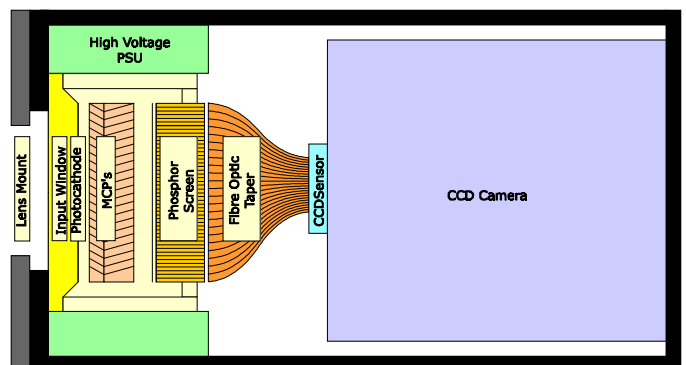 High Voltage
PSU
Lens Mount
Input Window
Photocathode
MCP's
Phosphor
Screen
Fibre Optic
Taper
CCDSensor
CCD Camera